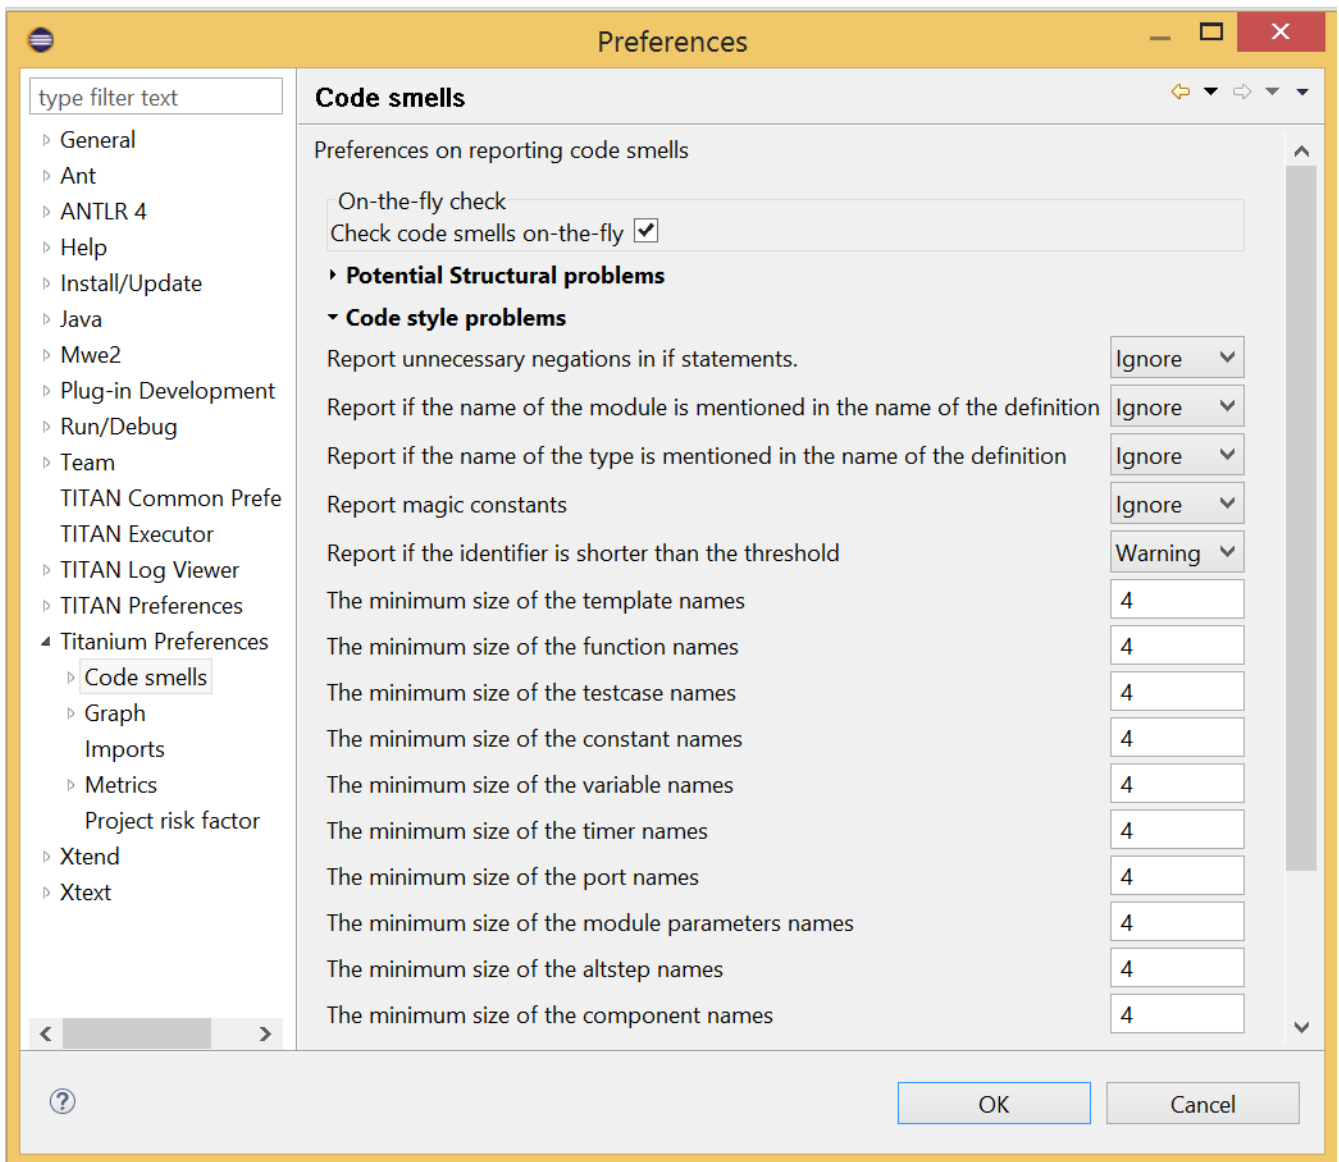 Preferences
type filter text
General
Ant
ANTLR 4
Help
Install/Update
Java
Mwe2
Plug-in Development
Run/Debug
Team
TITAN Common Prefe
TITAN Executor
TITAN Log Viewer
TITAN Preferences
Titanium Preferences
Code smells
Graph
Imports
Metrics
Project risk factor
Xtend
Xtext
Code smells
Preferences on reporting code smells
On-the-fly check
Check code smells on-the-fly
Potential Structural problems
Code style problems
Report unnecessary negations in if statements. Ignore
Report if the name of the module is mentioned in the name of the definition Ignore
Report if the name of the type is mentioned in the name of the definition Ignore
Report magic constants Ignore
Report if the identifier is shorter than the threshold Warning
The minimum size of the template names 4
The minimum size of the function names 4
The minimum size of the testcase names 4
The minimum size of the constant names 4
The minimum size of the variable names 4
The minimum size of the timer names 4
The minimum size of the port names 4
The minimum size of the module parameters names 4
The minimum size of the altstep names 4
The minimum size of the component names 4
OK Cancel